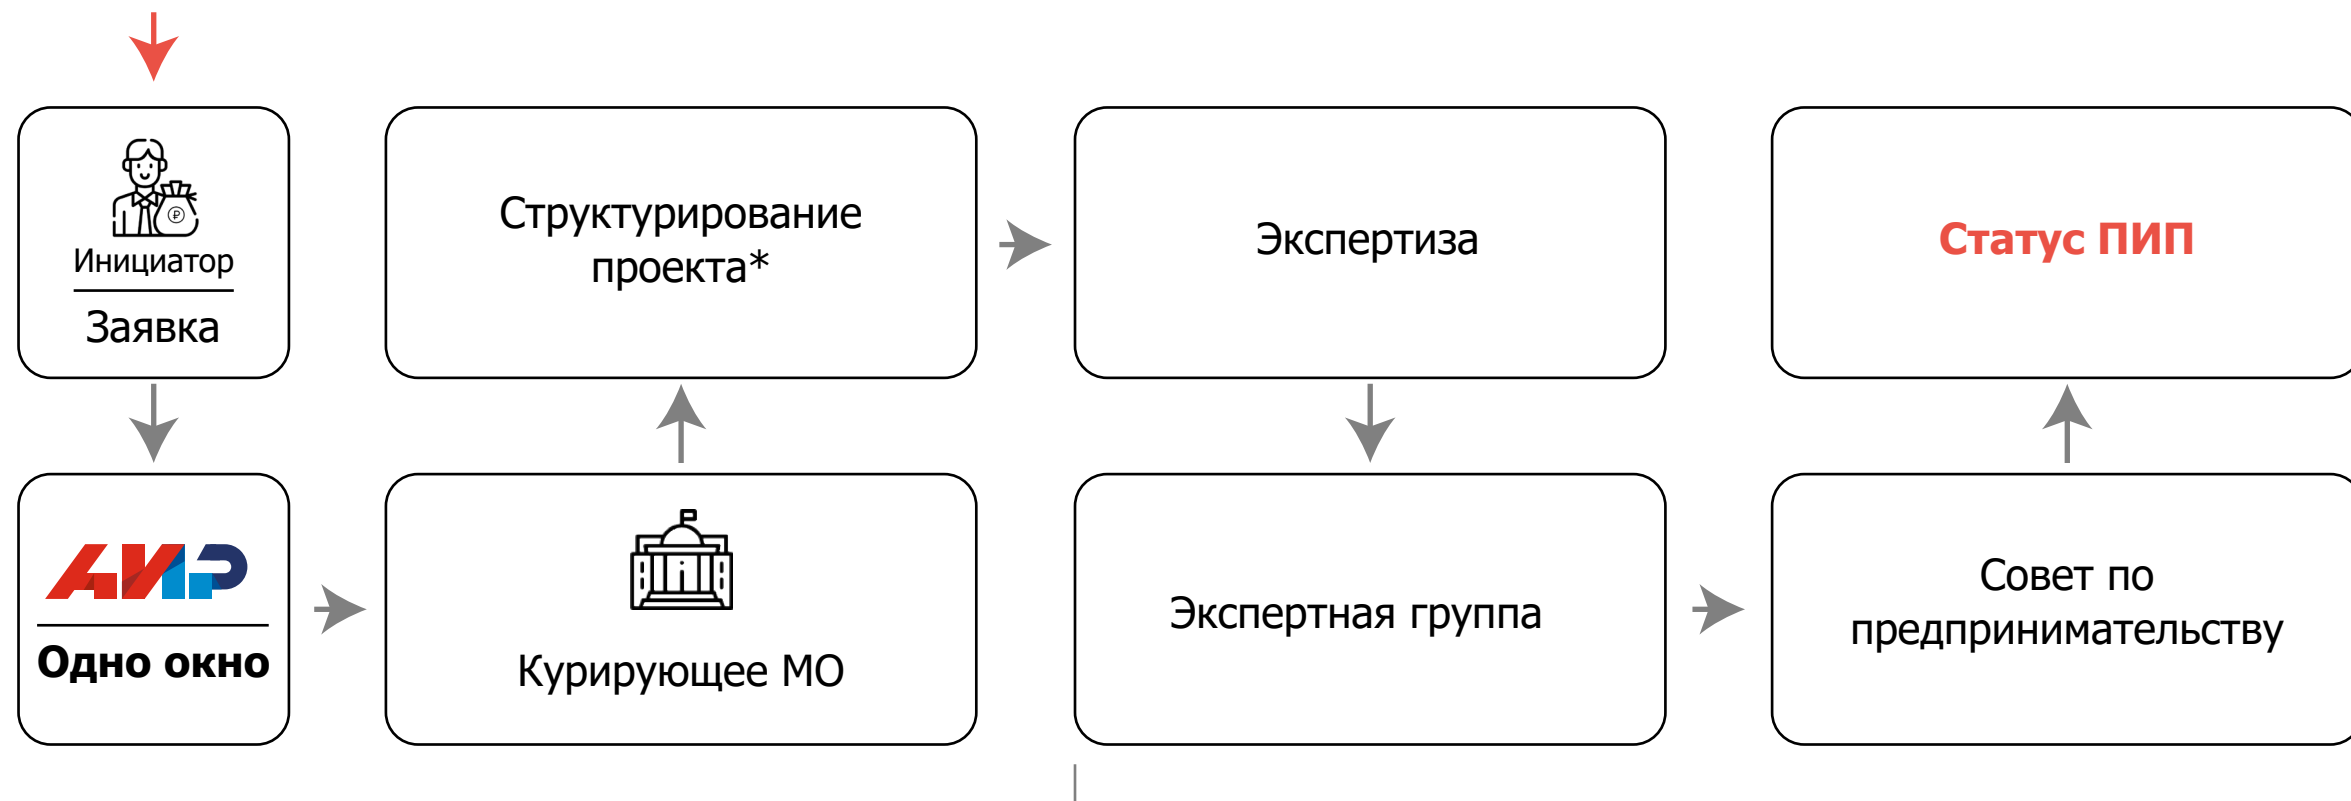 Инициатор
Заявка
АИР
Одно окно
Курирующее МО
Структурирование
проекта*
Экспертиза
Экспертная группа
Совет по
предпринимательству
Статус ПИП